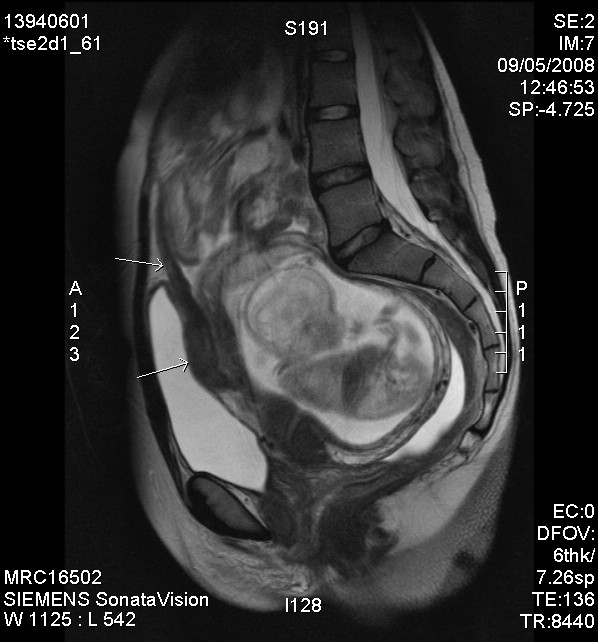 13940601
*tse2d1_61
S191
SE:2
IM:7
09/05/2008
12:46:53
SP:-4.725
A
1
2
3
P
1
1
1
EC:0
DFOV:
6thk/
7.26sp
TE:136
TR:8440
MRC16502
SIEMENS SonataVision
W 1125 : L 542
I128